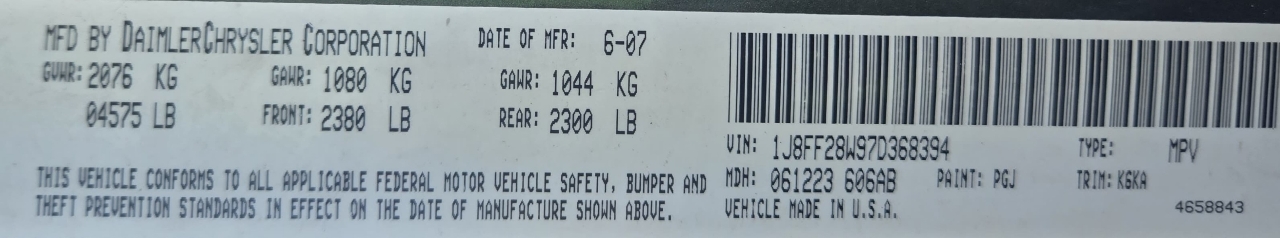 MFD BY DAIMLERCHRYSLER CORPORATION DATE OF MFR: 6-07
GVWR: 2076 KG GAWR: 1080 KG GAWR: 1044 KG
04575 LB FRONT: 2380 LB REAR: 2300 LB
THIS VEHICLE CONFORMS TO ALL APPLICABLE FEDERAL MOTOR VEHICLE SAFETY, BUMPER AND
THEFT PREVENTION STANDARDS IN EFFECT ON THE DATE OF MANUFACTURE SHOWN ABOVE.
VIN: 1J8FF28W97D368394 TYPE: MPV
MDH: 061223 606AB PAINT: PGJ TRIM: K6KA
VEHICLE MADE IN U.S.A. 4658843